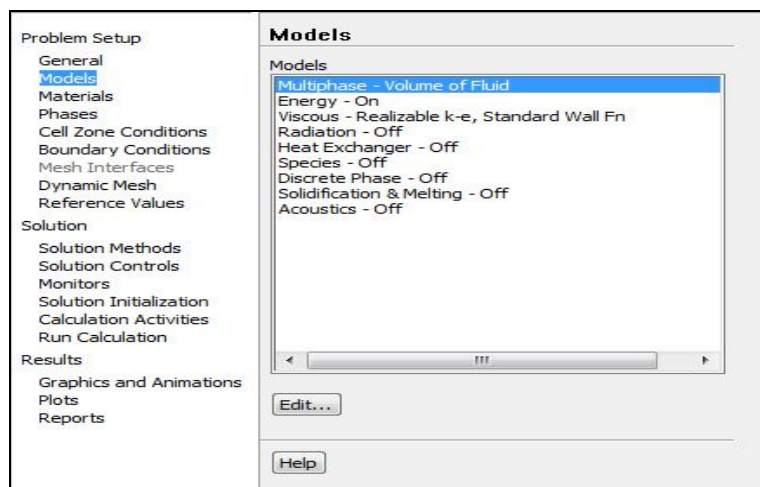 Problem Setup
General
Models
Materials
Phases
Cell Zone Conditions
Boundary Conditions
Mesh Interfaces
Dynamic Mesh
Reference Values
Solution
Solution Methods
Solution Controls
Monitors
Solution Initialization
Calculation Activities
Run Calculation
Results
Graphics and Animations
Plots
Reports
Models
Models
Multiphase - Volume of Fluid
Energy - On
Viscous - Realizable k-e, Standard Wall Fn
Radiation - Off
Heat Exchanger - Off
Species - Off
Discrete Phase - Off
Solidification & Melting - Off
Acoustics - Off
Edit...
Help